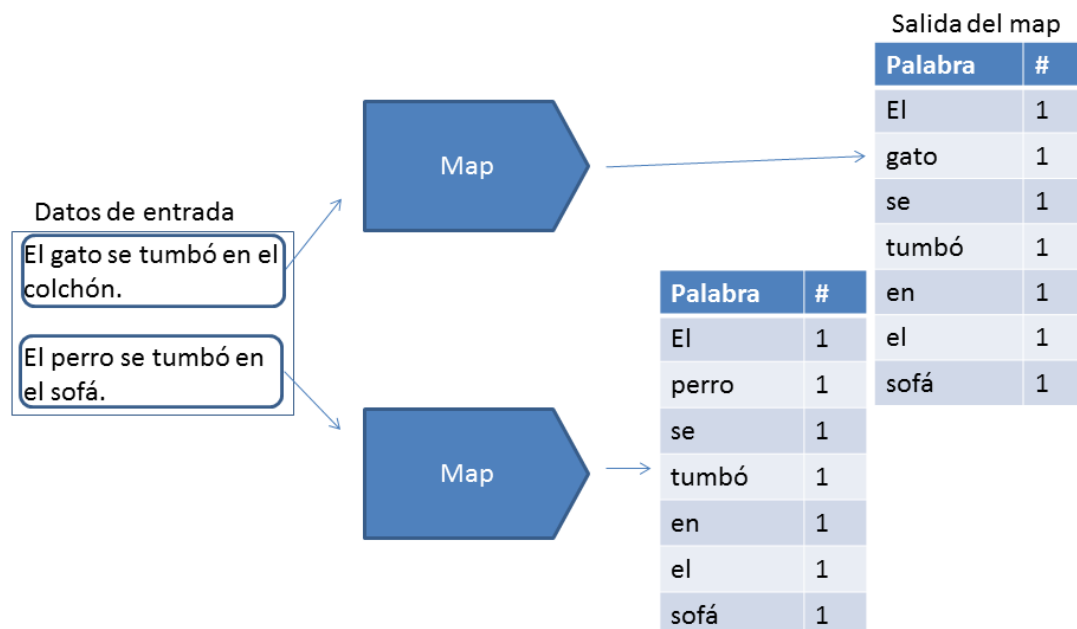 Datos de entrada
El gato se tumbó en el
colchón.
El perro se tumbó en
el sofá.
Map
Map
Salida del map
Palabra #
El 1
gato 1
se 1
tumbó 1
en 1
el 1
sofá 1
Palabra #
El 1
perro 1
se 1
tumbó 1
en 1
el 1
sofá 1